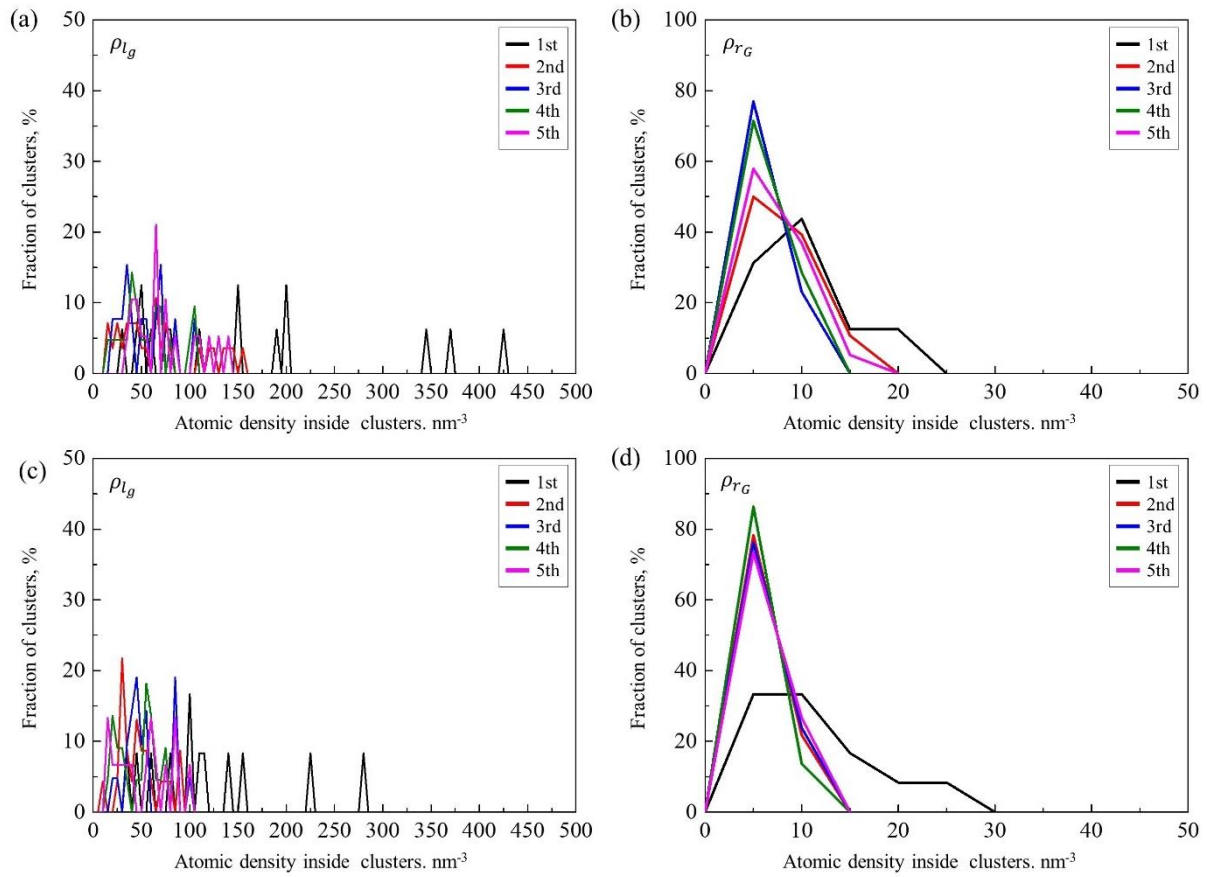 (a)
ρ_{l_g}
1st
2nd
3rd
4th
5th
50
40
30
20
10
0
Fraction of clusters, %
0 50 100 150 200 250 300 350 400 450 500
Atomic density inside clusters. nm⁻³
(b)
ρ_{r_G}
1st
2nd
3rd
4th
5th
100
80
60
40
20
0
Fraction of clusters, %
0 10 20 30 40 50
Atomic density inside clusters. nm⁻³
(c)
ρ_{l_g}
1st
2nd
3rd
4th
5th
50
40
30
20
10
0
Fraction of clusters, %
0 50 100 150 200 250 300 350 400 450 500
Atomic density inside clusters. nm⁻³
(d)
ρ_{r_G}
1st
2nd
3rd
4th
5th
100
80
60
40
20
0
Fraction of clusters, %
0 10 20 30 40 50
Atomic density inside clusters. nm⁻³